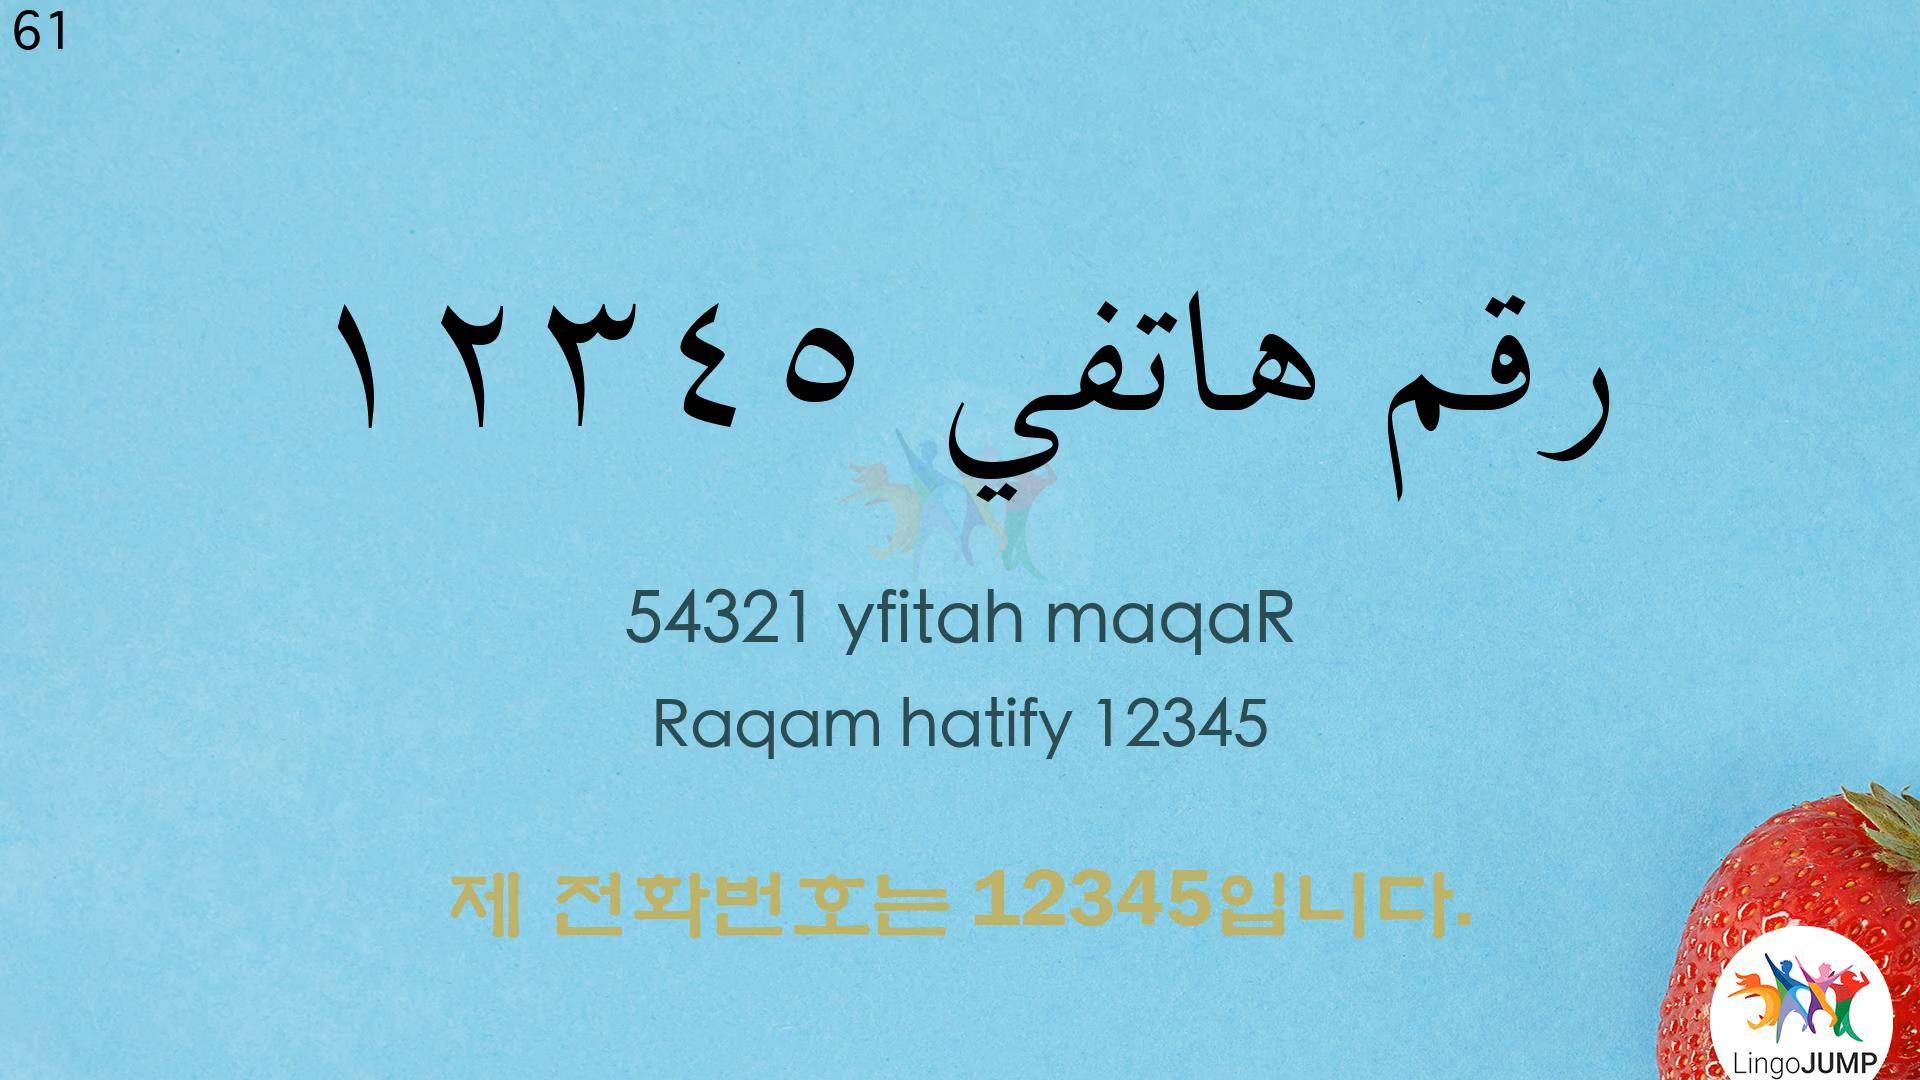 61
رقم هاتفي ١٢٣٤٥
54321 yfitah maqaR
Raqam hatify 12345
제 전화번호는 12345입니다.
LingoJUMP